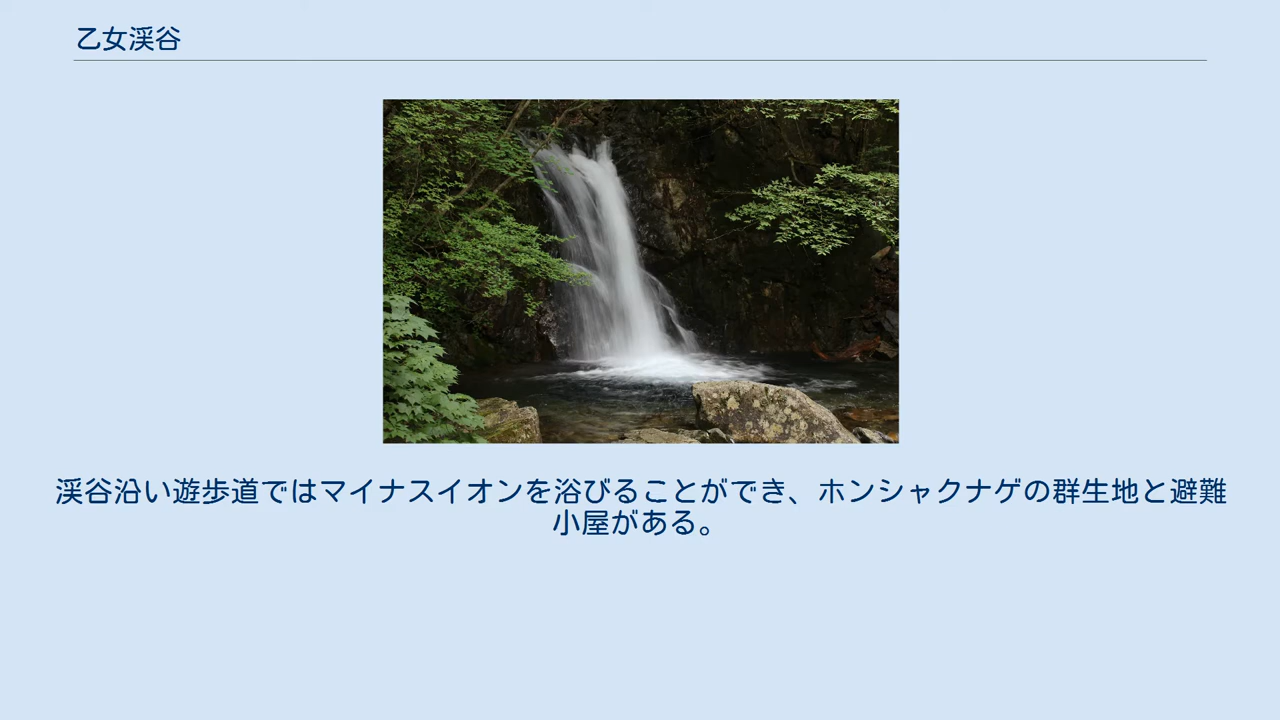 乙女渓谷
渓谷沿い遊歩道ではマイナスイオンを浴びることができ、ホンシャクナゲの群生地と避難
小屋がある。